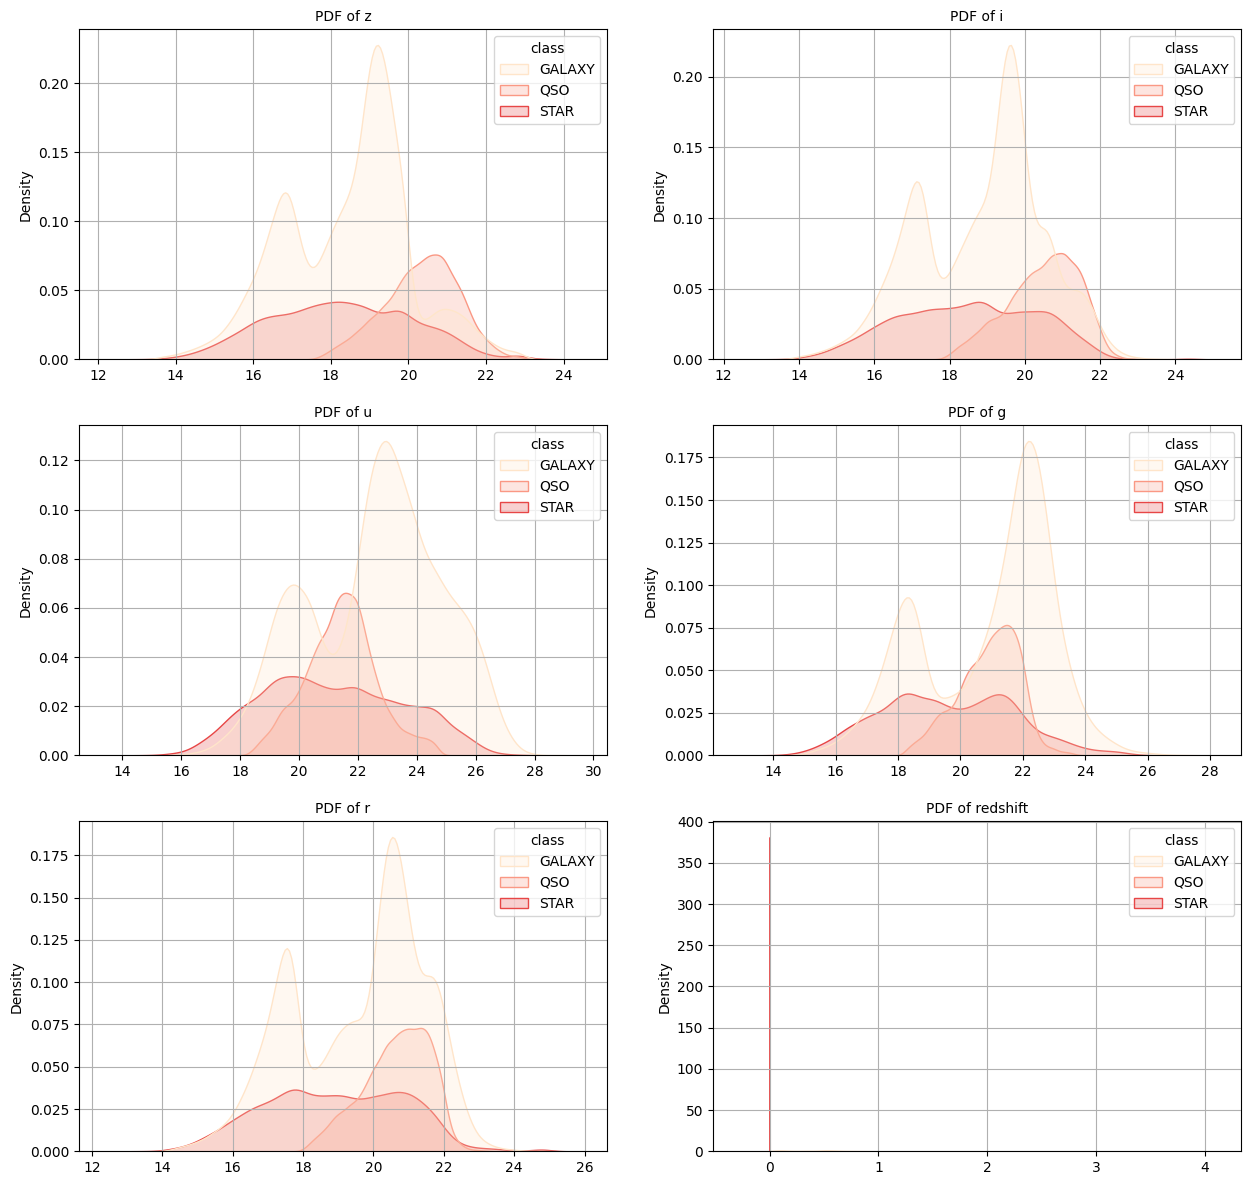 PDF of z
0.20
0.15
0.10
0.05
0.00
Density
12 14 16 18 20 22 24
class
GALAXY
QSO
STAR
PDF of i
0.20
0.15
0.10
0.05
0.00
Density
12 14 16 18 20 22 24
class
GALAXY
QSO
STAR
PDF of u
0.12
0.10
0.08
0.06
0.04
0.02
0.00
Density
14 16 18 20 22 24 26 28 30
class
GALAXY
QSO
STAR
PDF of g
0.175
0.150
0.125
0.100
0.075
0.050
0.025
0.000
Density
14 16 18 20 22 24 26 28
class
GALAXY
QSO
STAR
PDF of r
0.175
0.150
0.125
0.100
0.075
0.050
0.025
0.000
Density
12 14 16 18 20 22 24 26
class
GALAXY
QSO
STAR
PDF of redshift
400
350
300
250
200
150
100
50
0
Density
0 1 2 3 4
class
GALAXY
QSO
STAR